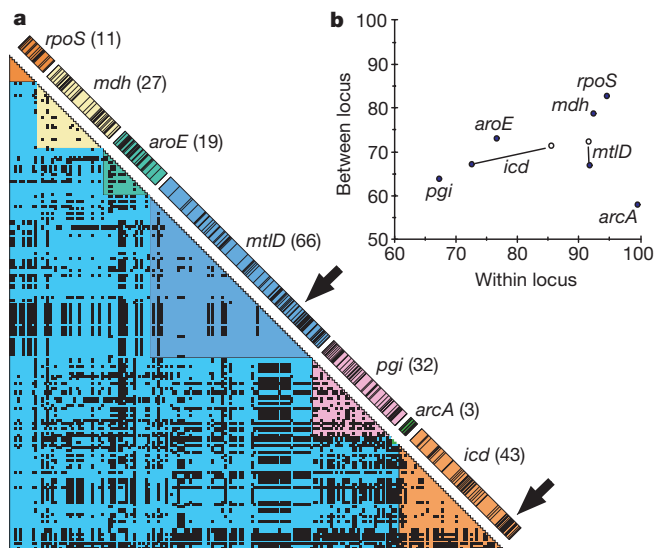 a
rpoS (11)
mdh (27)
aroE (19)
mtlD (66)
pgi (32)
arcA (3)
icd (43)
b
Between locus
100
90
80
70
60
50
rpoS
mdh
aroE
mtlD
icd
pgi
arcA
60
70
80
90
100
Within locus